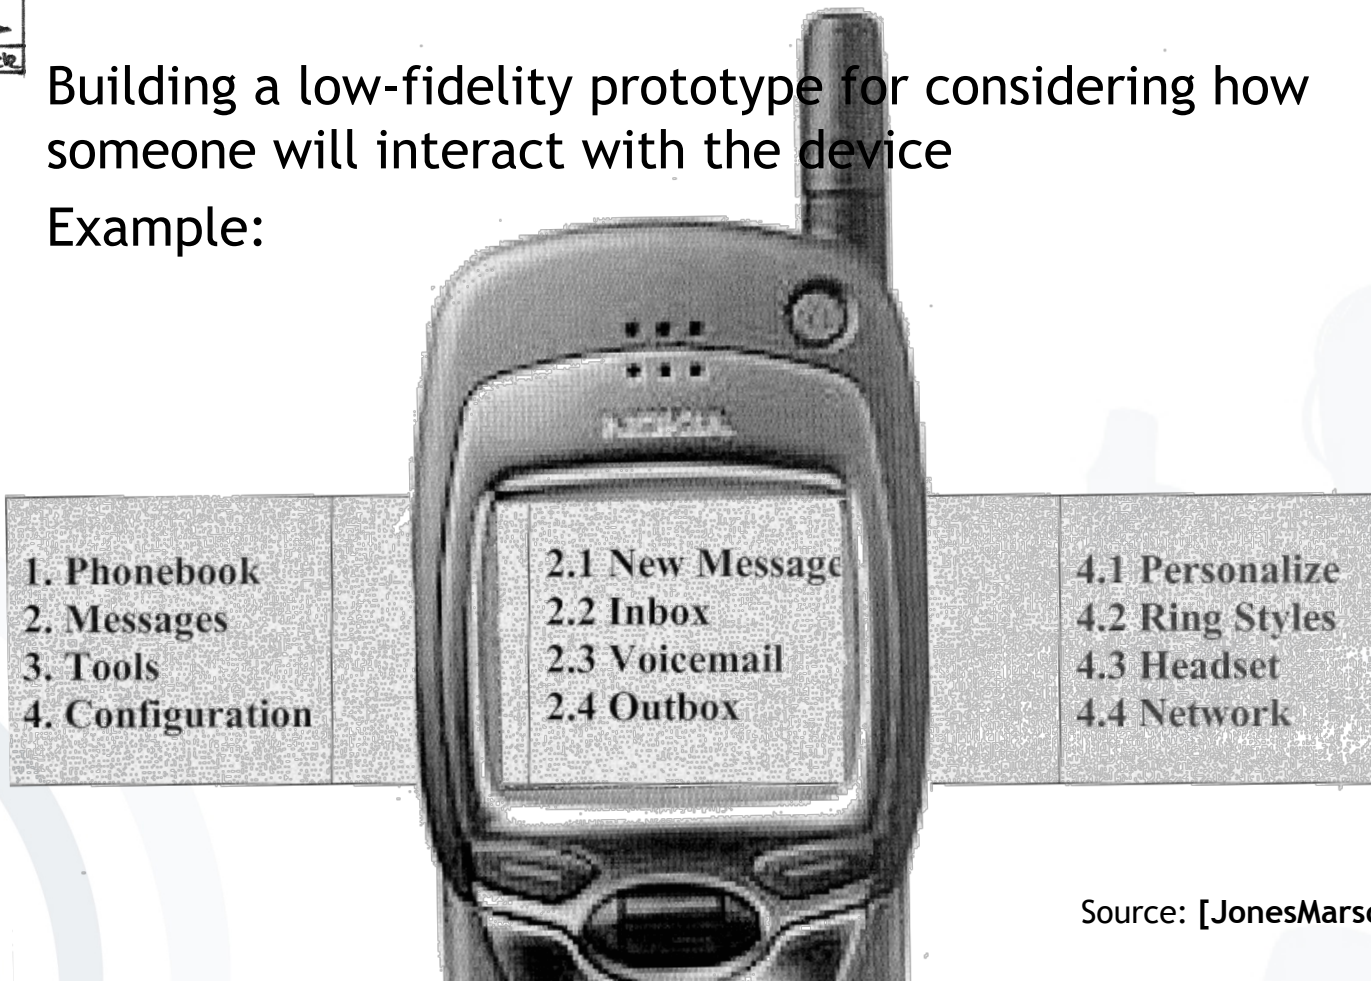 Building a low-fidelity prototype for considering how
someone will interact with the device
Example:
NOKIA
1. Phonebook
2. Messages
3. Tools
4. Configuration
2.1 New Message
2.2 Inbox
2.3 Voicemail
2.4 Outbox
4.1 Personalize
4.2 Ring Styles
4.3 Headset
4.4 Network
Source: [JonesMars